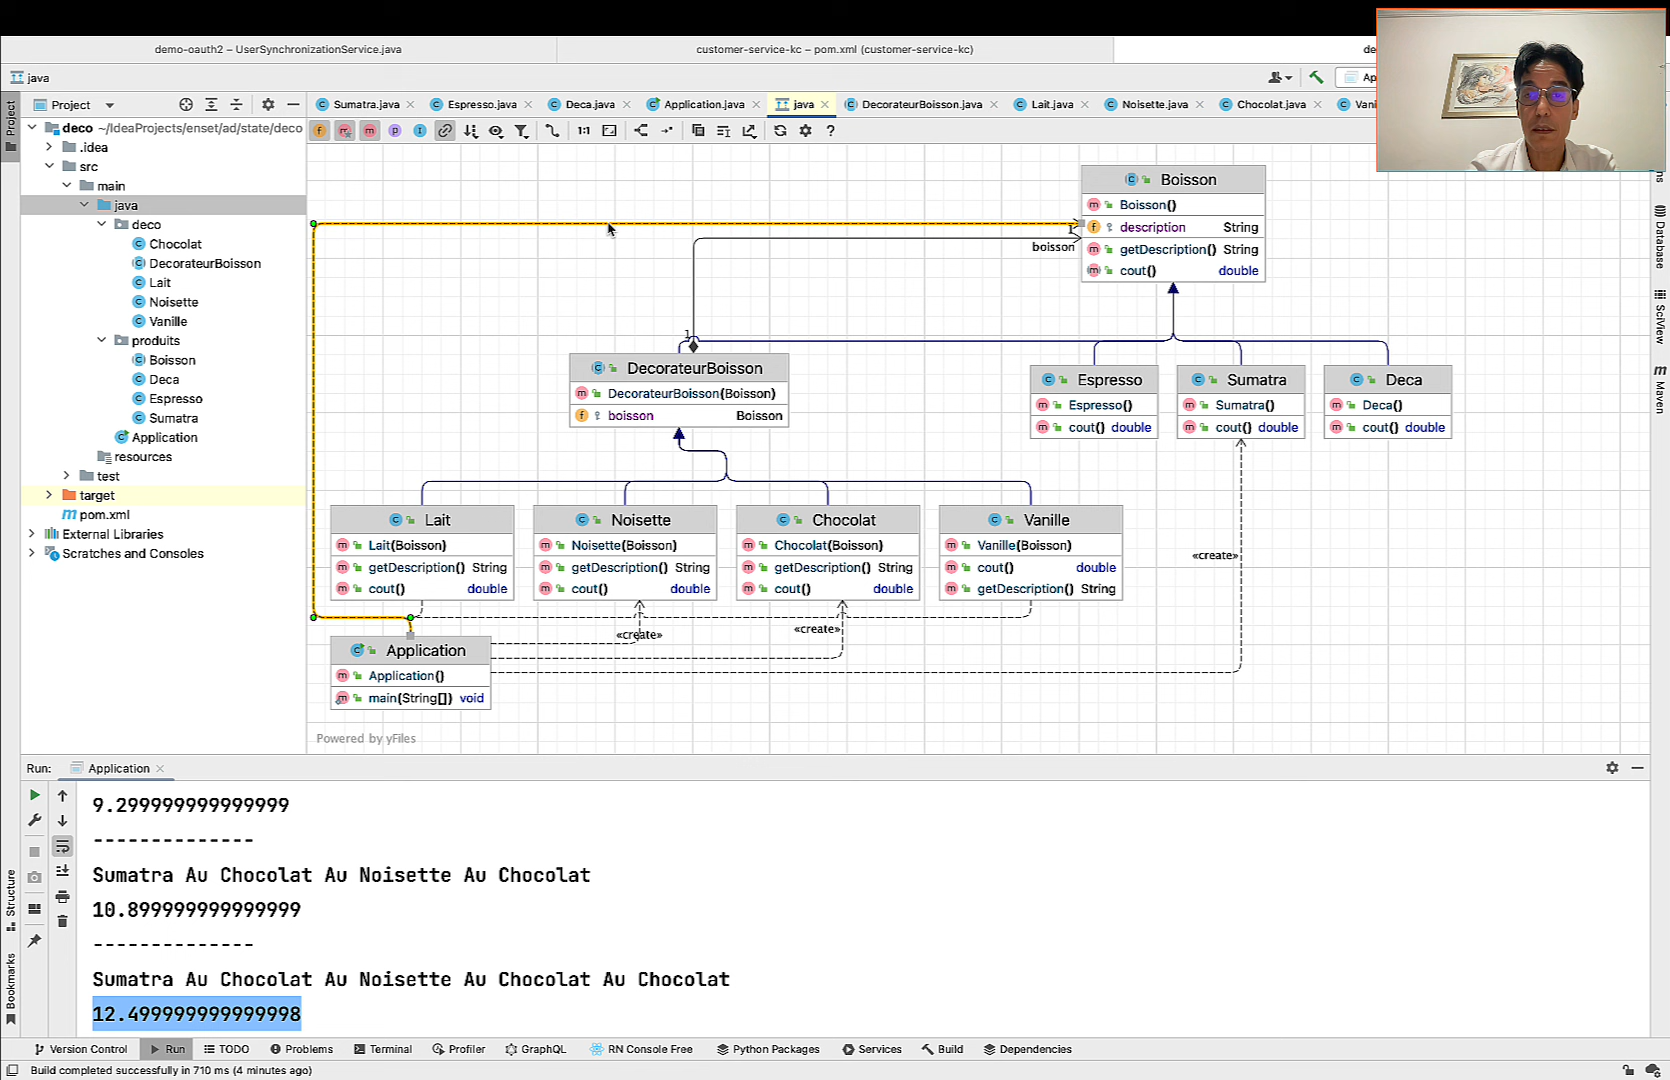 demo-oauth2 – UserSynchronizationService.java
customer-service-kc – pom.xml (customer-service-kc)
de
java
Ap
Project
Sumatra.java
Espresso.java
Deca.java
Application.java
java
DecorateurBoisson.java
Lait.java
Noisette.java
Chocolat.java
Vani
Project
deco ~/IdeaProjects/enset/ad/state/deco
.idea
src
main
java
deco
Chocolat
DecorateurBoisson
Lait
Noisette
Vanille
produits
Boisson
Deca
Espresso
Sumatra
Application
resources
test
target
pom.xml
External Libraries
Scratches and Consoles
1:1
?
Boisson
Boisson()
description String
getDescription() String
cout() double
1
boisson
1
DecorateurBoisson
DecorateurBoisson(Boisson)
boisson Boisson
Espresso
Espresso()
cout() double
Sumatra
Sumatra()
cout() double
Deca
Deca()
cout() double
Lait
Lait(Boisson)
getDescription() String
cout() double
Noisette
Noisette(Boisson)
getDescription() String
cout() double
Chocolat
Chocolat(Boisson)
getDescription() String
cout() double
Vanille
Vanille(Boisson)
cout() double
getDescription() String
«create»
«create»
«create»
Application
Application()
main(String[]) void
Powered by yFiles
Database
SciView
Maven
Run: Application
9.299999999999999
--------------
Sumatra Au Chocolat Au Noisette Au Chocolat
10.899999999999999
--------------
Sumatra Au Chocolat Au Noisette Au Chocolat Au Chocolat
12.499999999999998
Structure
Bookmarks
Version Control
Run
TODO
Problems
Terminal
Profiler
GraphQL
RN Console Free
Python Packages
Services
Build
Dependencies
Build completed successfully in 710 ms (4 minutes ago)